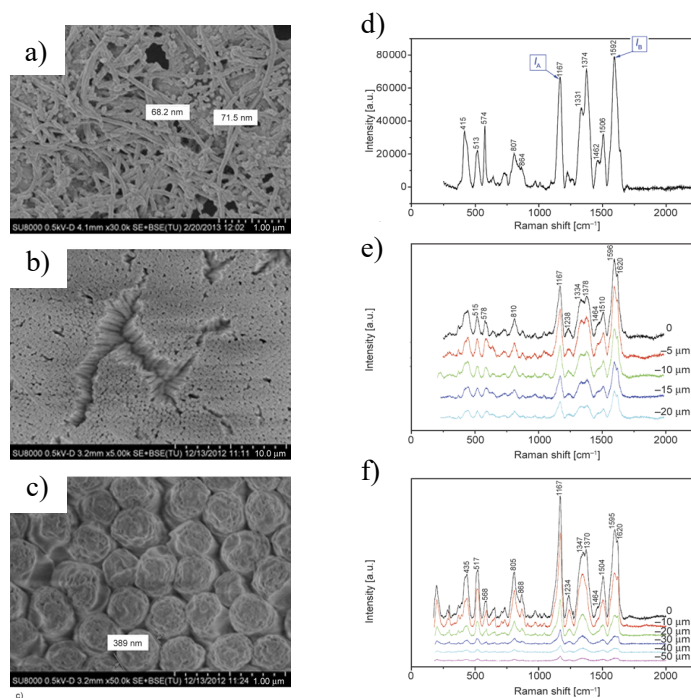 a)
68.2 nm
71.5 nm
SU8000 0.5kV-D 4.1mm x30.0k SE+BSE(TU) 2/20/2013 12:02
1.00 µm
b)
SU8000 0.5kV-D 3.2mm x5.00k SE+BSE(TU) 12/13/2012 11:11
10.0 µm
c)
389 nm
SU8000 0.5kV-D 3.2mm x50.0k SE+BSE(TU) 12/13/2012 11:24
1.00 µm
c)
d)
Intensity [a.u.]
80000
60000
40000
20000
0
415
513
574
807
864
I_A
1167
1331
1374
1462
1506
I_B
1592
500
1000
1500
2000
Raman shift [cm⁻¹]
e)
Intensity [a.u.]
515
578
810
1167
1238
1334
1378
1464
1510
1596
1620
0
−5 µm
−10 µm
−15 µm
−20 µm
500
1000
1500
2000
Raman shift [cm⁻¹]
f)
Intensity [a.u.]
435
517
568
805
868
1167
1234
1347
1370
1464
1504
1595
1620
0
−10 µm
−20 µm
−30 µm
−40 µm
−50 µm
500
1000
1500
2000
Raman shift [cm⁻¹]